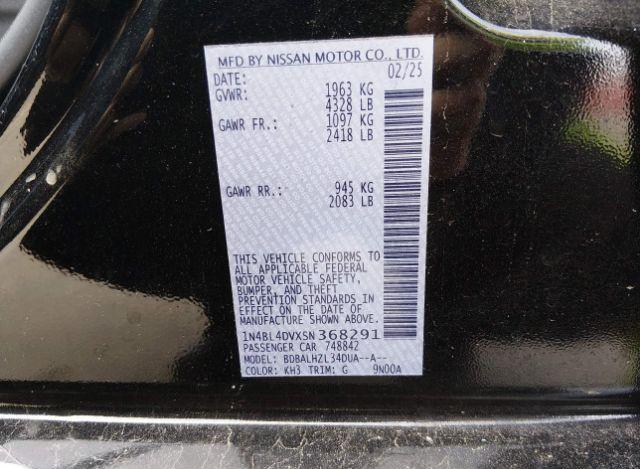 MFD BY NISSAN MOTOR CO., LTD.
DATE: 02/25
GVWR: 1963 KG
4328 LB
GAWR FR.: 1097 KG
2418 LB
GAWR RR.: 945 KG
2083 LB
THIS VEHICLE CONFORMS TO
ALL APPLICABLE FEDERAL
MOTOR VEHICLE SAFETY,
BUMPER, AND THEFT
PREVENTION STANDARDS IN
EFFECT ON THE DATE OF
MANUFACTURE SHOWN ABOVE.
1N4BL4DVXSN368291
PASSENGER CAR 748842
MODEL: BDBALHZL34DUA--A--
COLOR: KH3 TRIM: G 9N00A